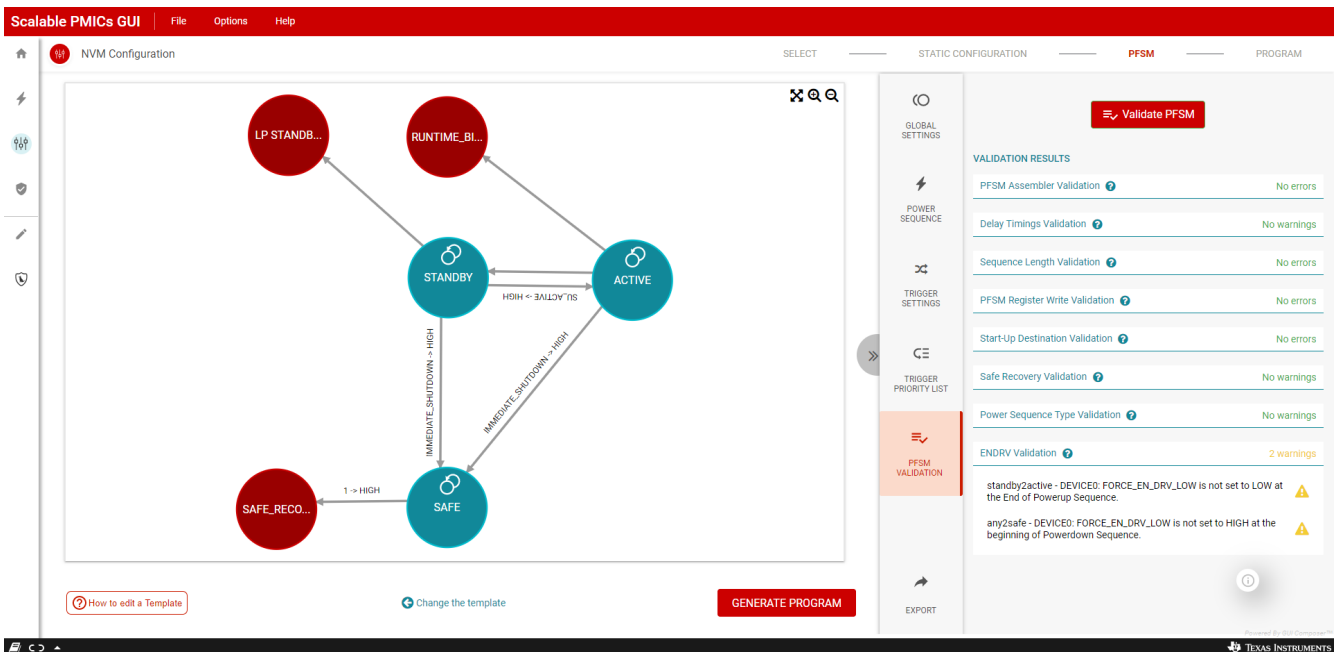 Scalable PMICs GUI File Options Help
NVM Configuration SELECT STATIC CONFIGURATION PFSM PROGRAM
LP STANDB...
RUNTIME_BI...
STANDBY
ACTIVE
SU_ACTIVE -> HIGH
IMMEDIATE_SHUTDOWN -> HIGH
IMMEDIATE_SHUTDOWN -> HIGH
SAFE_RECO...
1 -> HIGH
SAFE
How to edit a Template
Change the template
GENERATE PROGRAM
GLOBAL
SETTINGS
POWER
SEQUENCE
TRIGGER
SETTINGS
TRIGGER
PRIORITY LIST
PFSM
VALIDATION
EXPORT
Validate PFSM
VALIDATION RESULTS
PFSM Assembler Validation No errors
Delay Timings Validation No warnings
Sequence Length Validation No errors
PFSM Register Write Validation No errors
Start-Up Destination Validation No errors
Safe Recovery Validation No warnings
Power Sequence Type Validation No warnings
ENDRV Validation 2 warnings
standby2active - DEVICE0: FORCE_EN_DRV_LOW is not set to LOW at
the End of Powerup Sequence.
any2safe - DEVICE0: FORCE_EN_DRV_LOW is not set to HIGH at the
beginning of Powerdown Sequence.
Powered By GUI Composer™
TEXAS INSTRUMENTS